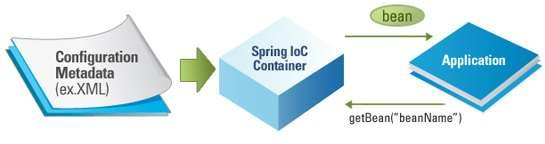 Configuration
Metadata
(ex.XML)
Spring IoC
Container
bean
Application
getBean("beanName")